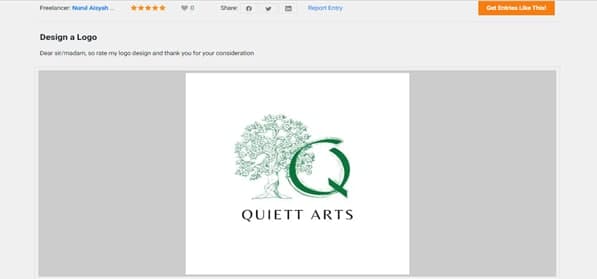 Freelancer: Nurul Aisyah ...
0
Share:
Report Entry
Get Entries Like This!
Design a Logo
Dear sir/madam, so rate my logo design and thank you for your consideration
Q
QUIETT ARTS